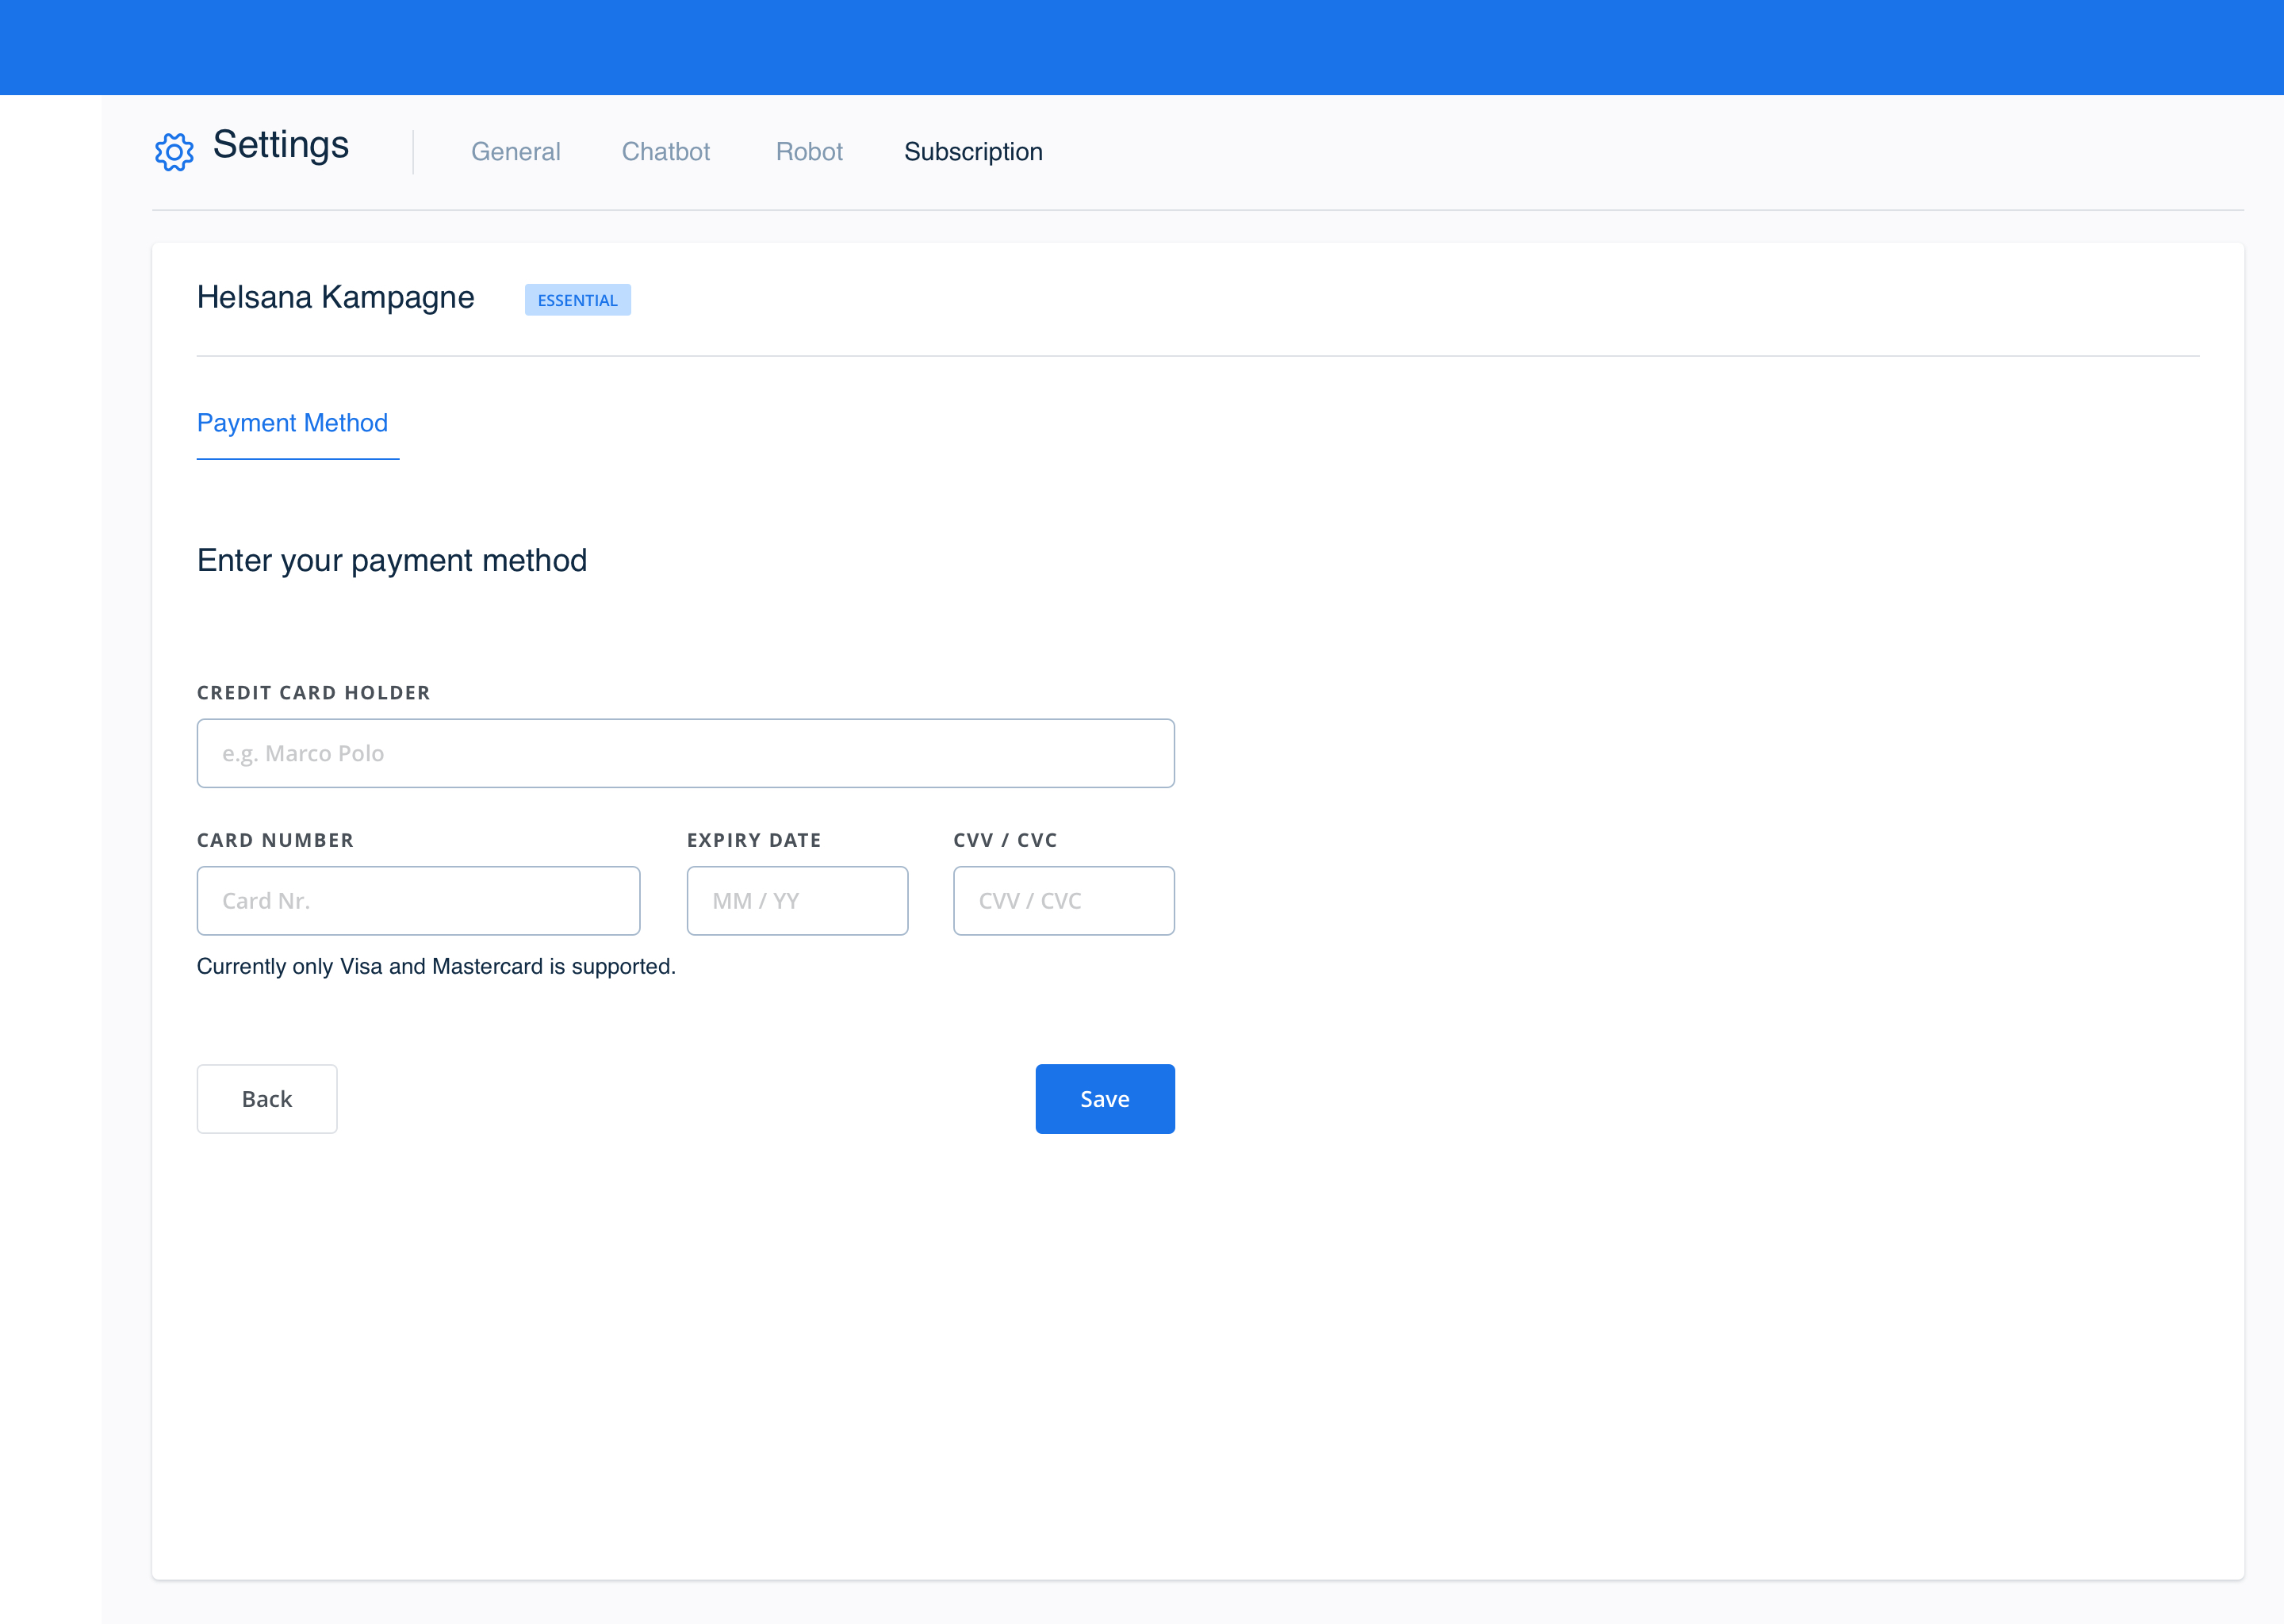 Settings
General Chatbot Robot Subscription
Helsana Kampagne ESSENTIAL
Payment Method
Enter your payment method
CREDIT CARD HOLDER
e.g. Marco Polo
CARD NUMBER EXPIRY DATE CVV / CVC
Card Nr. MM / YY CVV / CVC
Currently only Visa and Mastercard is supported.
Back Save